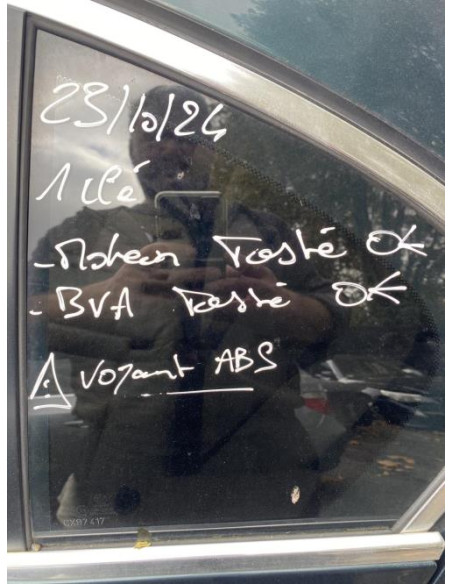 23/10/24
1 clé
- Moteur Testé OK
- BVA Testé OK
⚠ Voyant ABS